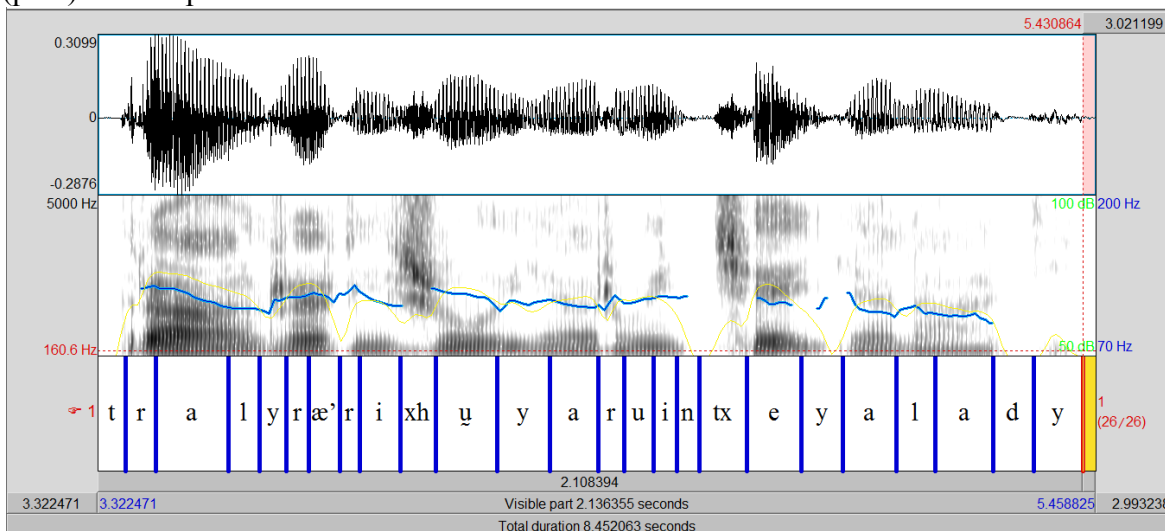 5.430864 3.021199
0.3099
0
-0.2876
5000 Hz 100 dB 200 Hz
160.6 Hz 50 dB 70 Hz
1 t r a l y r æ’ r i xh ṵ y a r u i n tx e y a l a d y 1
(26/26)
2.108394
3.322471 3.322471 Visible part 2.136355 seconds 5.458825 2.993238
Total duration 8.452063 seconds